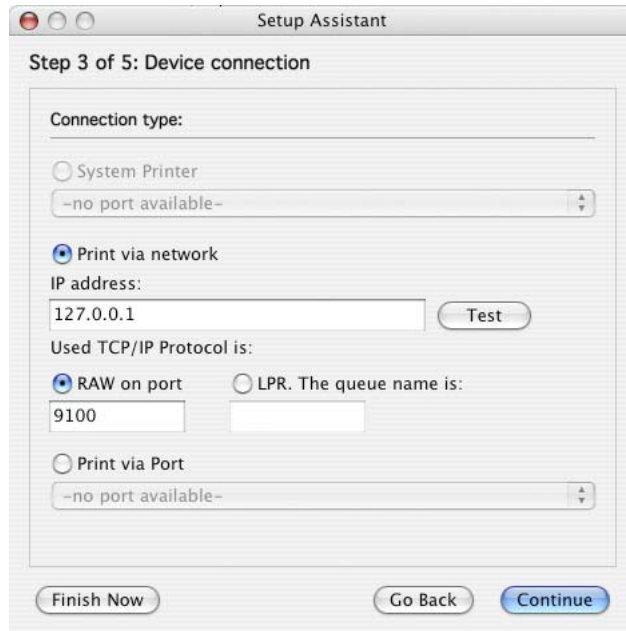 Setup Assistant
Step 3 of 5: Device connection
Connection type:
System Printer
-no port available-
Print via network
IP address:
127.0.0.1 Test
Used TCP/IP Protocol is:
RAW on port LPR. The queue name is:
9100
Print via Port
-no port available-
Finish Now Go Back Continue